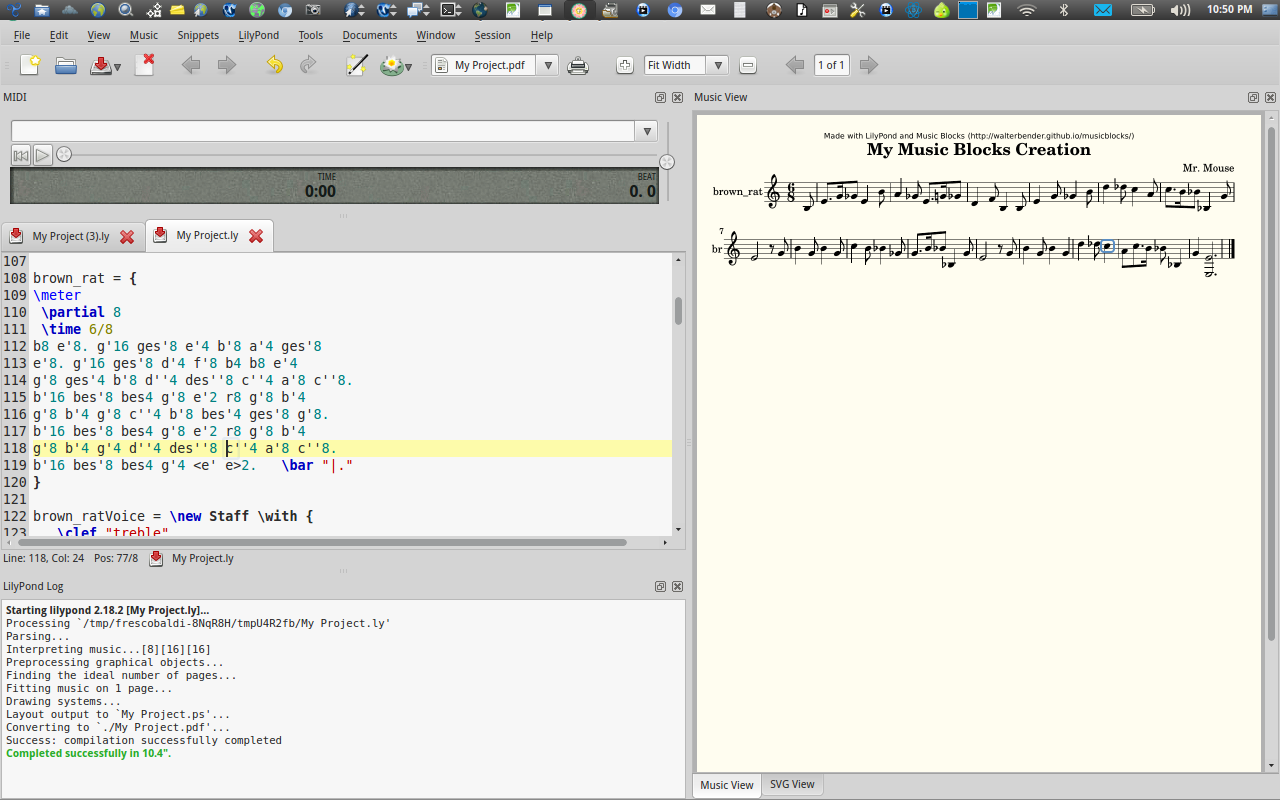 10:50 PM
File Edit View Music Snippets LilyPond Tools Documents Window Session Help
My Project.pdf Fit Width 1 of 1
MIDI
TIME BEAT
0:00 0. 0
My Project (3).ly My Project.ly
107
108 brown_rat = {
109 \meter
110 \partial 8
111 \time 6/8
112 b8 e'8. g'16 ges'8 e'4 b'8 a'4 ges'8
113 e'8. g'16 ges'8 d'4 f'8 b4 b8 e'4
114 g'8 ges'4 b'8 d''4 des''8 c''4 a'8 c''8.
115 b'16 bes'8 bes4 g'8 e'2 r8 g'8 b'4
116 g'8 b'4 g'8 c''4 b'8 bes'4 ges'8 g'8.
117 b'16 bes'8 bes4 g'8 e'2 r8 g'8 b'4
118 g'8 b'4 g'4 d''4 des''8 c''4 a'8 c''8.
119 b'16 bes'8 bes4 g'4 <e' e>2. \bar "|."
120 }
121
122 brown_ratVoice = \new Staff \with {
123 \clef "treble"
Line: 118, Col: 24 Pos: 77/8 My Project.ly
LilyPond Log
Starting lilypond 2.18.2 [My Project.ly]...
Processing `/tmp/frescobaldi-8NqR8H/tmpU4R2fb/My Project.ly'
Parsing...
Interpreting music...[8][16][16]
Preprocessing graphical objects...
Finding the ideal number of pages...
Fitting music on 1 page...
Drawing systems...
Layout output to `My Project.ps'...
Converting to `./My Project.pdf'...
Success: compilation successfully completed
Completed successfully in 10.4".
Music View
Made with LilyPond and Music Blocks (http://walterbender.github.io/musicblocks/)
My Music Blocks Creation
Mr. Mouse
brown_rat 6 8
7
br
Music View SVG View